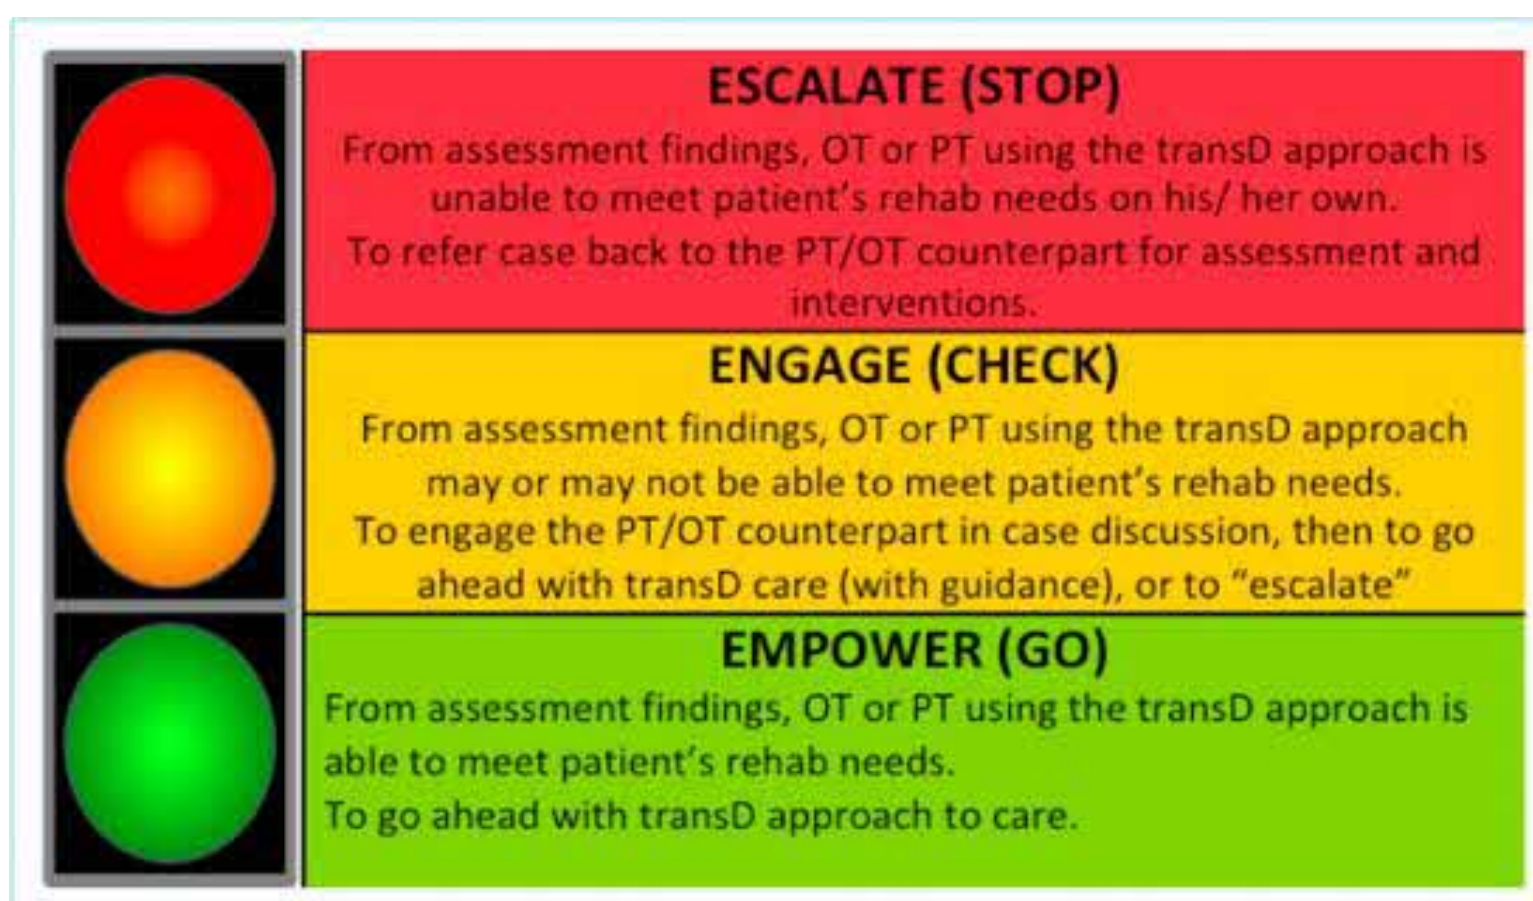 ESCALATE (STOP)
From assessment findings, OT or PT using the transD approach is
unable to meet patient's rehab needs on his/ her own.
To refer case back to the PT/OT counterpart for assessment and
interventions.
ENGAGE (CHECK)
From assessment findings, OT or PT using the transD approach
may or may not be able to meet patient's rehab needs.
To engage the PT/OT counterpart in case discussion, then to go
ahead with transD care (with guidance), or to “escalate”
EMPOWER (GO)
From assessment findings, OT or PT using the transD approach is
able to meet patient's rehab needs.
To go ahead with transD approach to care.